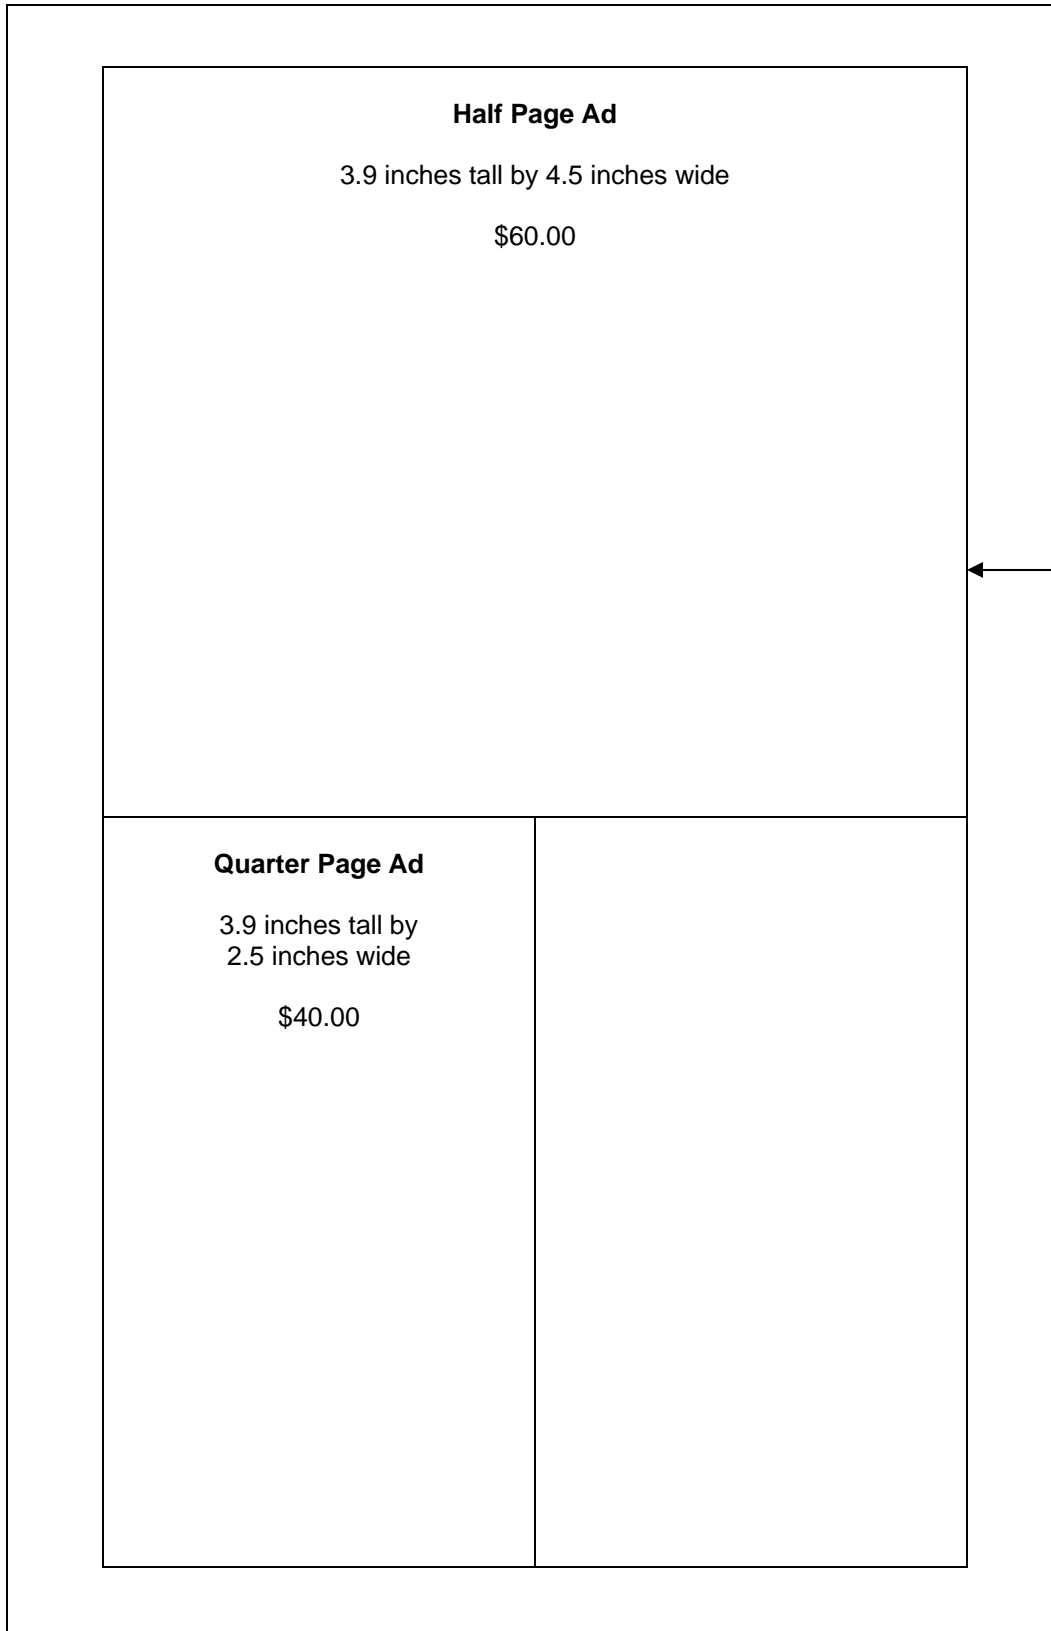 Half Page Ad
3.9 inches tall by 4.5 inches wide
$60.00
Quarter Page Ad
3.9 inches tall by
2.5 inches wide
$40.00